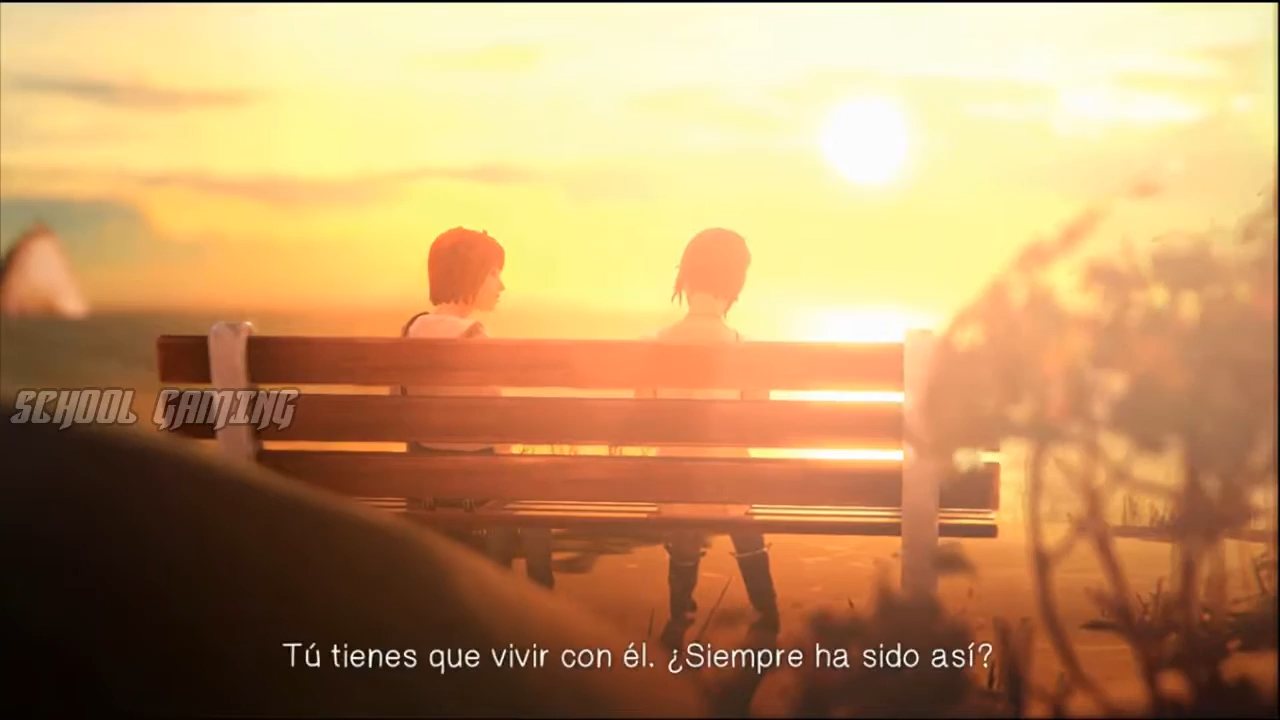 SCHOOL GAMING
Tú tienes que vivir con él. ¿Siempre ha sido así?